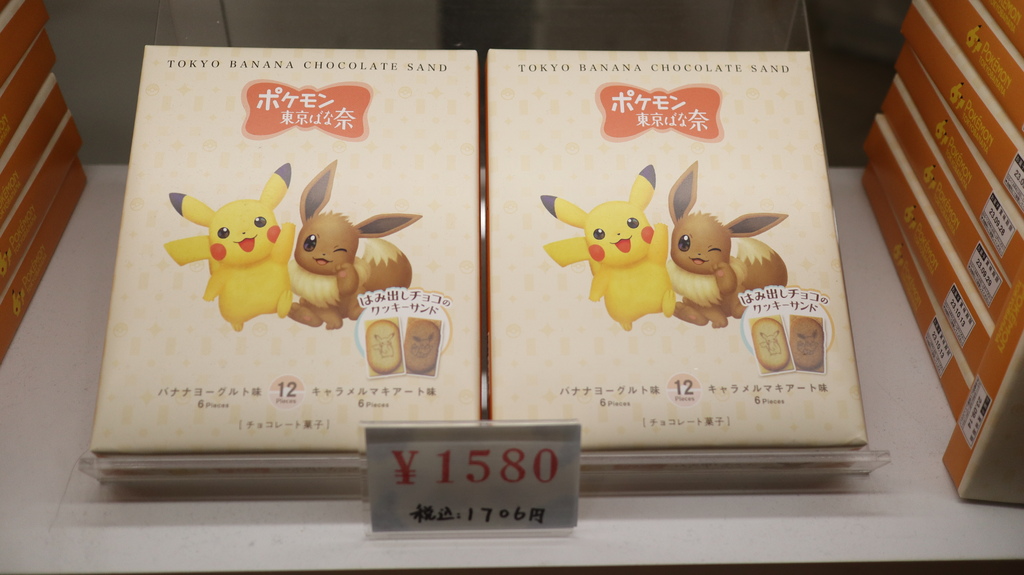 TOKYO BANANA CHOCOLATE SAND
ポケモン
東京ばな奈
はみ出しチョコの
クッキーサンド
バナナヨーグルト味
6 Pieces
12
Pieces
キャラメルマキアート味
6 Pieces
[チョコレート菓子]
TOKYO BANANA CHOCOLATE SAND
ポケモン
東京ばな奈
はみ出しチョコの
クッキーサンド
バナナヨーグルト味
6 Pieces
12
Pieces
キャラメルマキアート味
6 Pieces
[チョコレート菓子]
¥1580
税込:1706円
Pokémon
Pokémon
Pokémon
Pokémon